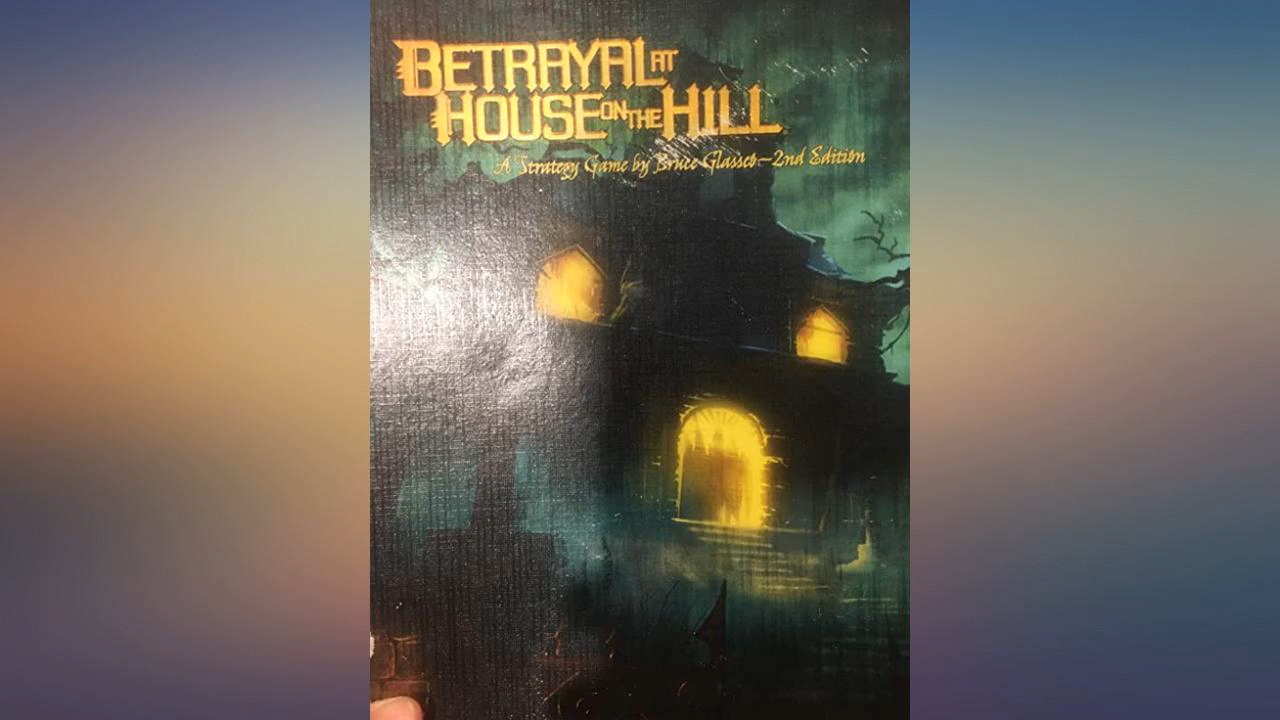 BETRAYAL AT
HOUSE ON THE HILL
A Strategy Game by Bruce Glassco—2nd Edition